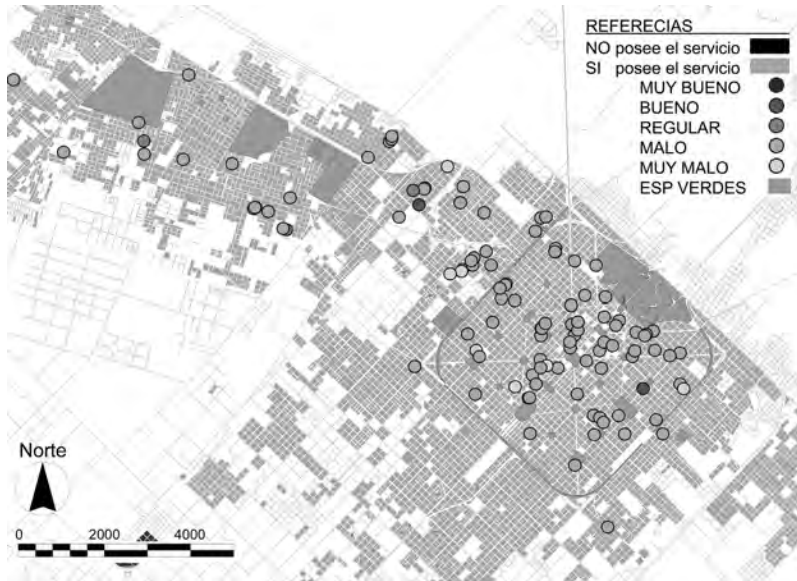 REFERECIAS
NO posee el servicio
SI posee el servicio
MUY BUENO
BUENO
REGULAR
MALO
MUY MALO
ESP VERDES
Norte
0 2000 4000